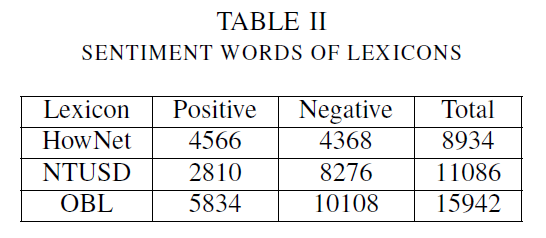 TABLE II
SENTIMENT WORDS OF LEXICONS
Lexicon Positive Negative Total
HowNet 4566 4368 8934
NTUSD 2810 8276 11086
OBL 5834 10108 15942